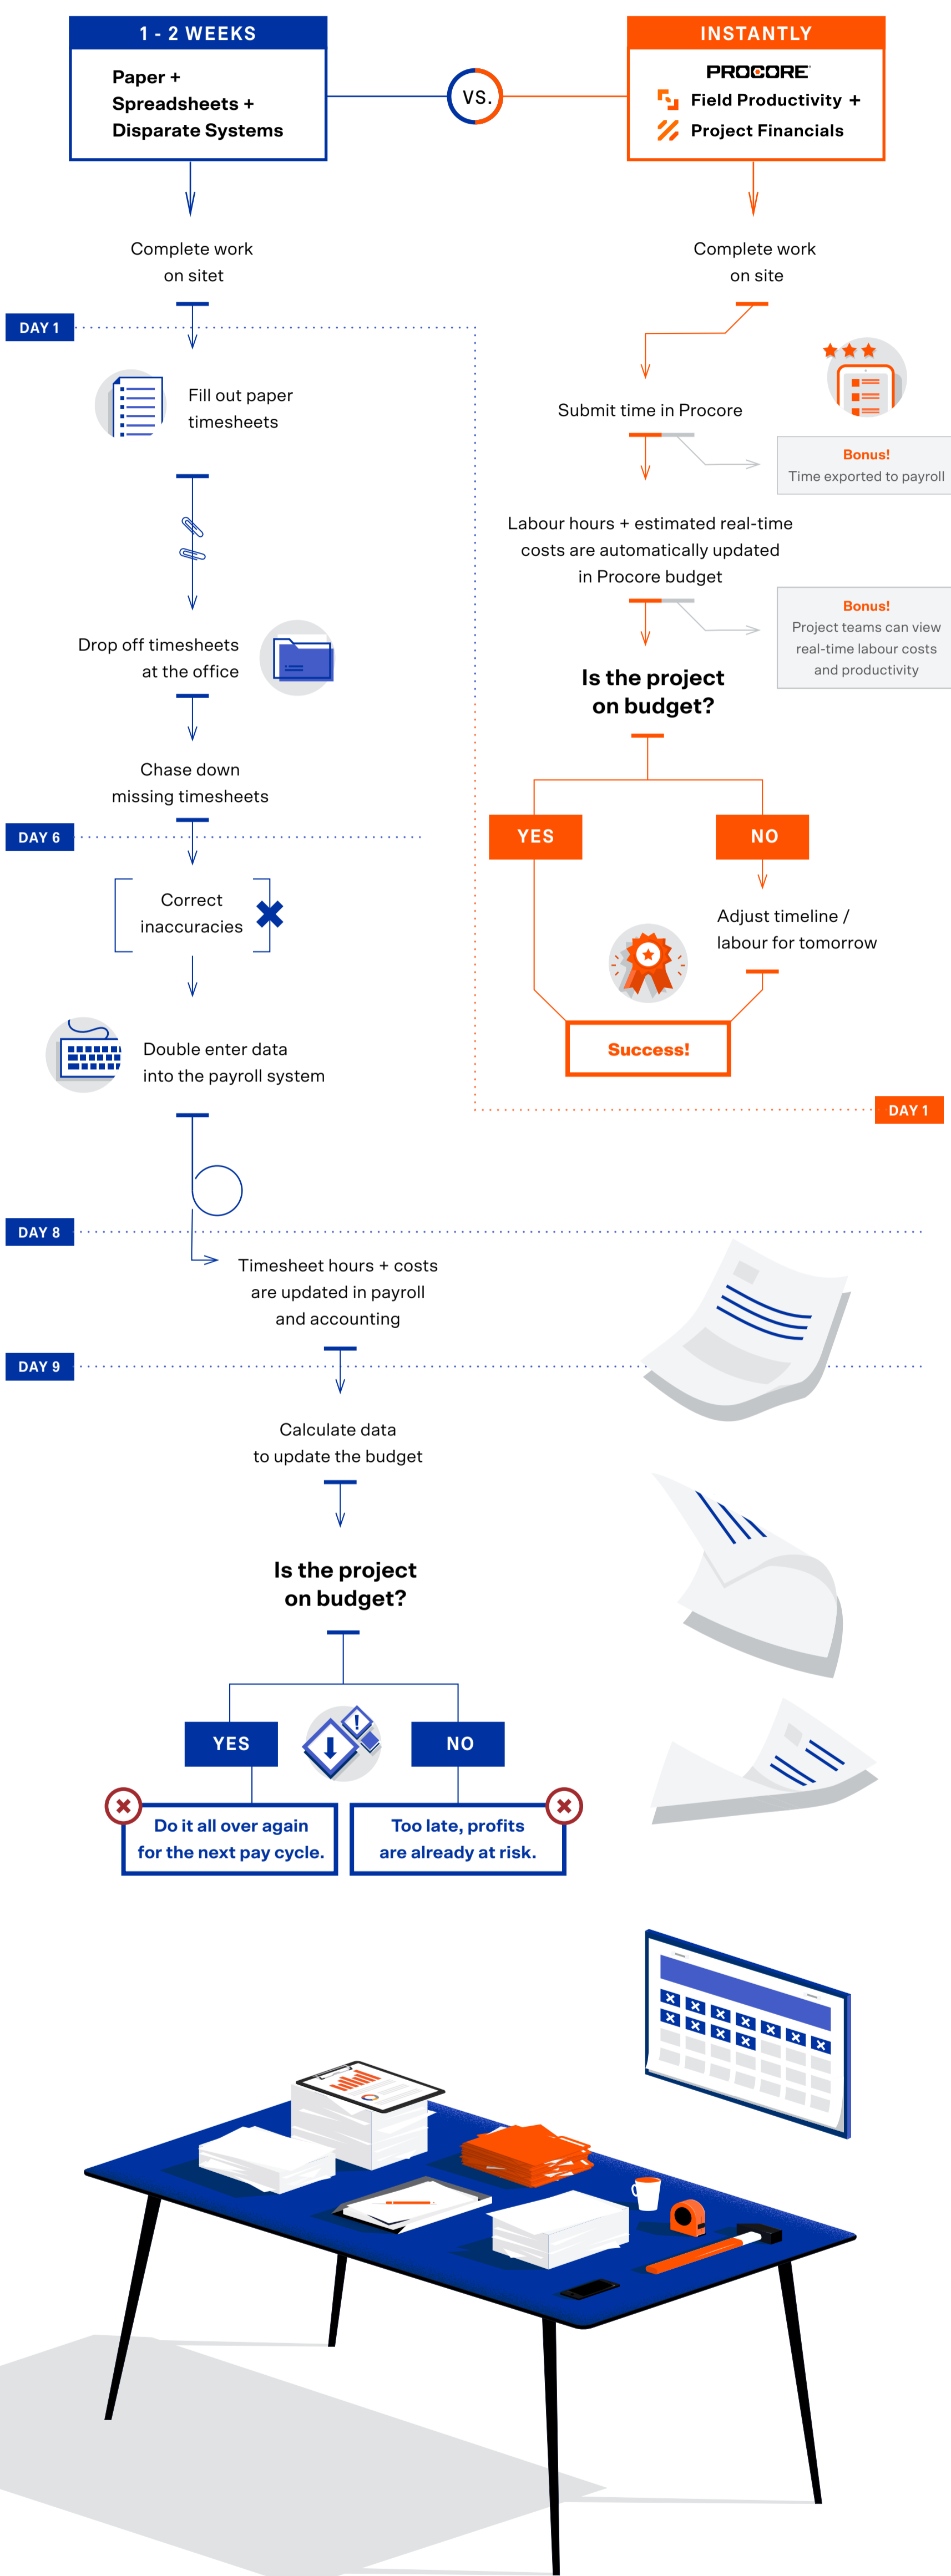 1 - 2 WEEKS
Paper +
Spreadsheets +
Disparate Systems
VS.
INSTANTLY
PROCORE
Field Productivity +
Project Financials
Complete work
on sitet
DAY 1
Fill out paper
timesheets
Drop off timesheets
at the office
Chase down
missing timesheets
DAY 6
Correct
inaccuracies
Double enter data
into the payroll system
Complete work
on site
Submit time in Procore
Bonus!
Time exported to payroll
Labour hours + estimated real-time
costs are automatically updated
in Procore budget
Bonus!
Project teams can view
real-time labour costs
and productivity
Is the project
on budget?
YES
NO
Adjust timeline /
labour for tomorrow
Success!
DAY 1
DAY 8
Timesheet hours + costs
are updated in payroll
and accounting
DAY 9
Calculate data
to update the budget
Is the project
on budget?
YES
NO
Do it all over again
for the next pay cycle.
Too late, profits
are already at risk.